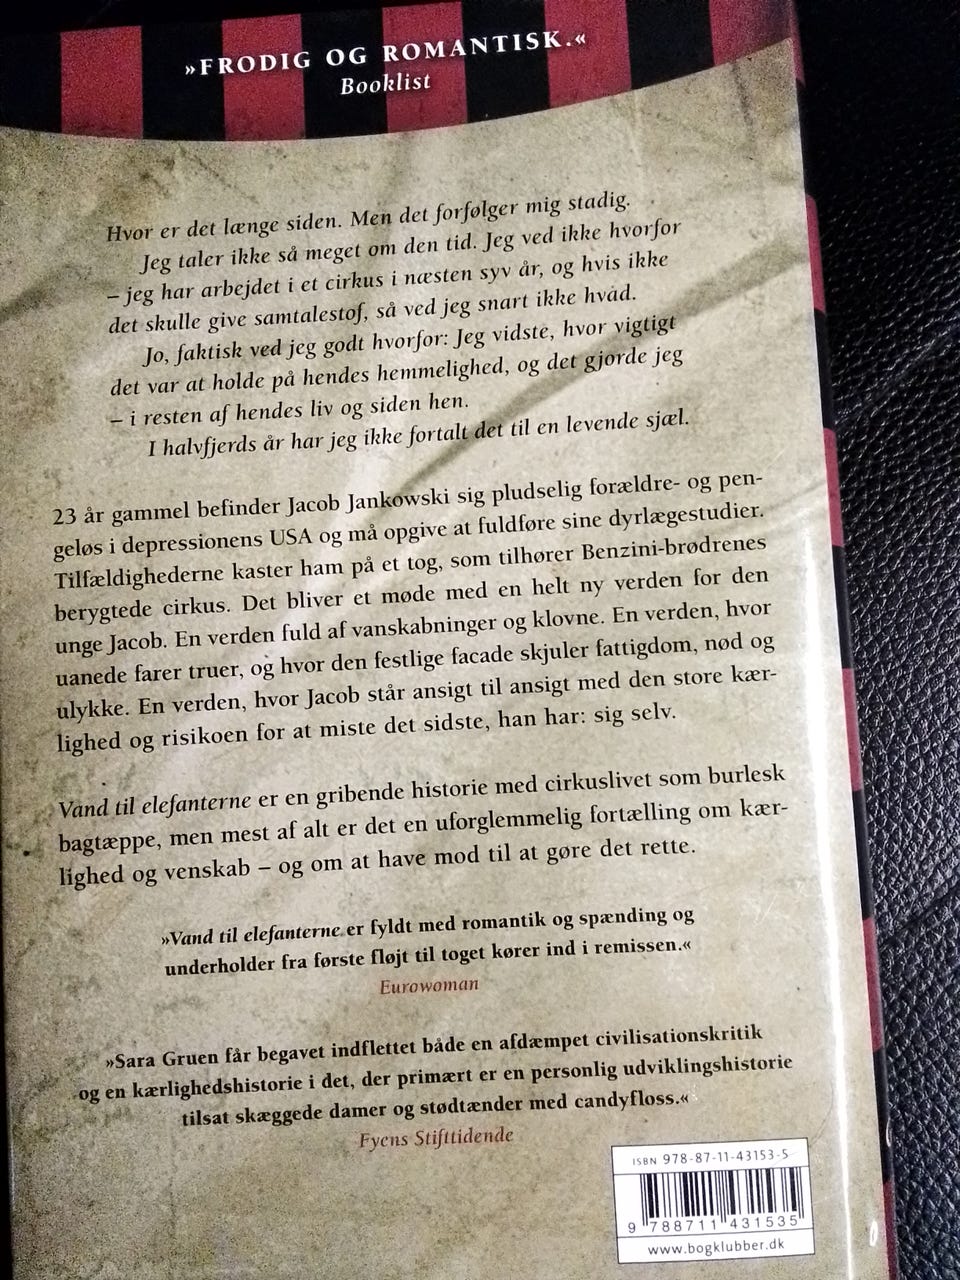 »FRODIG OG ROMANTISK.«
Booklist
Hvor er det længe siden. Men det forfølger mig stadig.
Jeg taler ikke så meget om den tid. Jeg ved ikke hvorfor
– jeg har arbejdet i et cirkus i næsten syv år, og hvis ikke
det skulle give samtalestof, så ved jeg snart ikke hvad.
Jo, faktisk ved jeg godt hvorfor: Jeg vidste, hvor vigtigt
det var at holde på hendes hemmelighed, og det gjorde jeg
– i resten af hendes liv og siden hen.
I halvfjerds år har jeg ikke fortalt det til en levende sjæl.
23 år gammel befinder Jacob Jankowski sig pludselig forældre- og pen-
geløs i depressionens USA og må opgive at fuldføre sine dyrlægestudier.
Tilfældighederne kaster ham på et tog, som tilhører Benzini-brødrenes
berygtede cirkus. Det bliver et møde med en helt ny verden for den
unge Jacob. En verden fuld af vanskabninger og klovne. En verden, hvor
uanede farer truer, og hvor den festlige facade skjuler fattigdom, nød og
ulykke. En verden, hvor Jacob står ansigt til ansigt med den store kær-
lighed og risikoen for at miste det sidste, han har: sig selv.
Vand til elefanterne er en gribende historie med cirkuslivet som burlesk
bagtæppe, men mest af alt er det en uforglemmelig fortælling om kær-
lighed og venskab – og om at have mod til at gøre det rette.
»Vand til elefanterne er fyldt med romantik og spænding og
underholder fra første fløjt til toget kører ind i remissen.«
Eurowoman
»Sara Gruen får begavet indflettet både en afdæmpet civilisationskritik
og en kærlighedshistorie i det, der primært er en personlig udviklingshistorie
tilsat skæggede damer og stødtænder med candyfloss.«
Fyens Stifttidende
ISBN 978-87-11-43153-5
9 788711 431535
www.bogklubber.dk